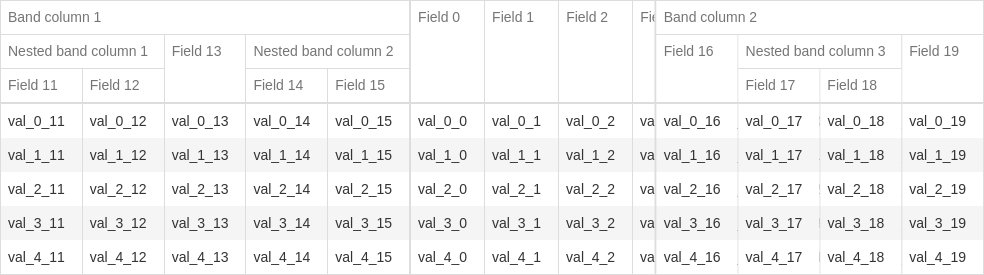 Band column 1 Field 0 Field 1 Field 2 Band column 2
Nested band column 1 Field 13 Nested band column 2 Field 16 Nested band column 3 Field 19
Field 11 Field 12 Field 14 Field 15 Field 17 Field 18
val_0_11 val_0_12 val_0_13 val_0_14 val_0_15 val_0_0 val_0_1 val_0_2 va val_0_16 val_0_17 val_0_18 val_0_19
val_1_11 val_1_12 val_1_13 val_1_14 val_1_15 val_1_0 val_1_1 val_1_2 va val_1_16 val_1_17 val_1_18 val_1_19
val_2_11 val_2_12 val_2_13 val_2_14 val_2_15 val_2_0 val_2_1 val_2_2 va val_2_16 val_2_17 val_2_18 val_2_19
val_3_11 val_3_12 val_3_13 val_3_14 val_3_15 val_3_0 val_3_1 val_3_2 va val_3_16 val_3_17 val_3_18 val_3_19
val_4_11 val_4_12 val_4_13 val_4_14 val_4_15 val_4_0 val_4_1 val_4_2 va val_4_16 val_4_17 val_4_18 val_4_19